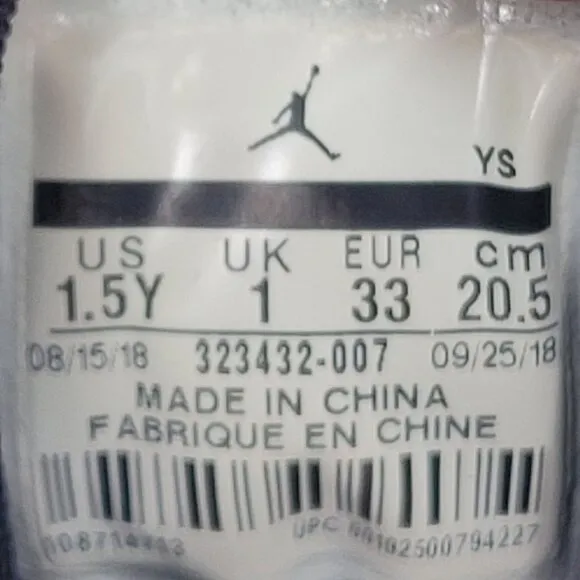 YS
US UK EUR cm
1.5Y 1 33 20.5
08/15/18 323432-007 09/25/18
MADE IN CHINA
FABRIQUE EN CHINE
UPC